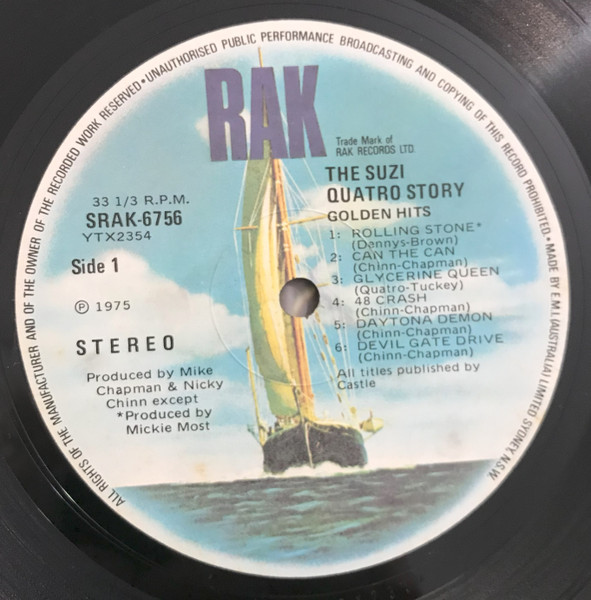 ALL RIGHTS OF THE MANUFACTURER AND OF THE OWNER OF THE RECORDED WORK RESERVED • UNAUTHORISED PUBLIC PERFORMANCE BROADCASTING AND COPYING OF THIS RECORD PROHIBITED • MADE BY E.M.I. (AUSTRALIA) LIMITED SYDNEY. N.S.W.
RAK
Trade Mark of
RAK RECORDS LTD.
33 1/3 R.P.M.
SRAK-6756
YTX2354
Side 1
℗ 1975
STEREO
Produced by Mike
Chapman & Nicky
Chinn except
*Produced by
Mickie Most
THE SUZI
QUATRO STORY
GOLDEN HITS
1: ROLLING STONE*
(Dennys-Brown)
2: CAN THE CAN
(Chinn-Chapman)
3: GLYCERINE QUEEN
(Quatro-Tuckey)
4: 48 CRASH
(Chinn-Chapman)
5: DAYTONA DEMON
(Chinn-Chapman)
6: DEVIL GATE DRIVE
(Chinn-Chapman)
All titles published by
Castle